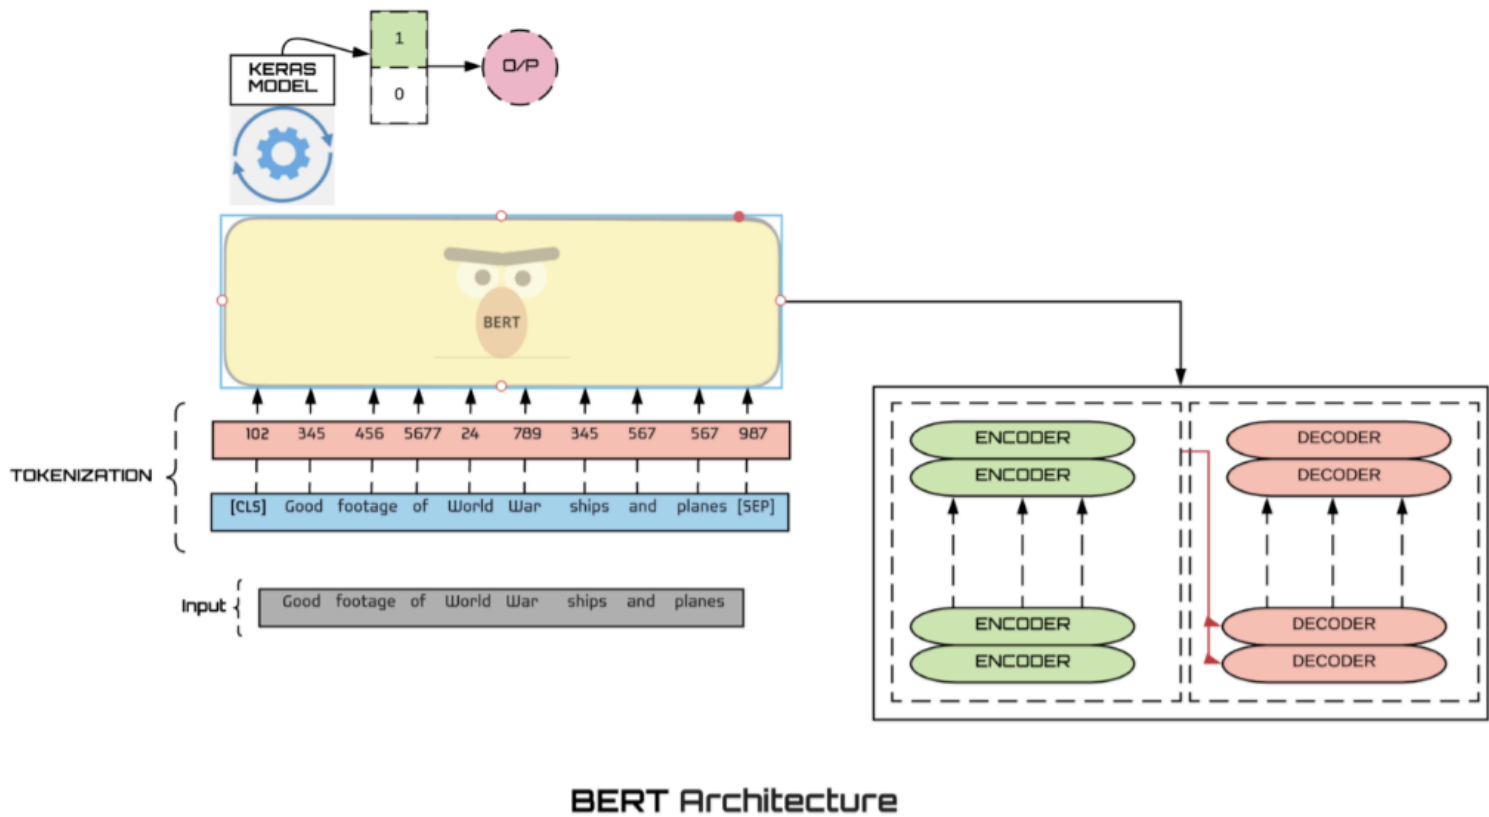 KERAS
MODEL
1
0
O/P
BERT
TOKENIZATION
102 345 456 5677 24 789 345 567 567 987
[CLS] Good footage of World War ships and planes [SEP]
Input
Good footage of World War ships and planes
ENCODER
ENCODER
ENCODER
ENCODER
DECODER
DECODER
DECODER
DECODER
BERT Architecture